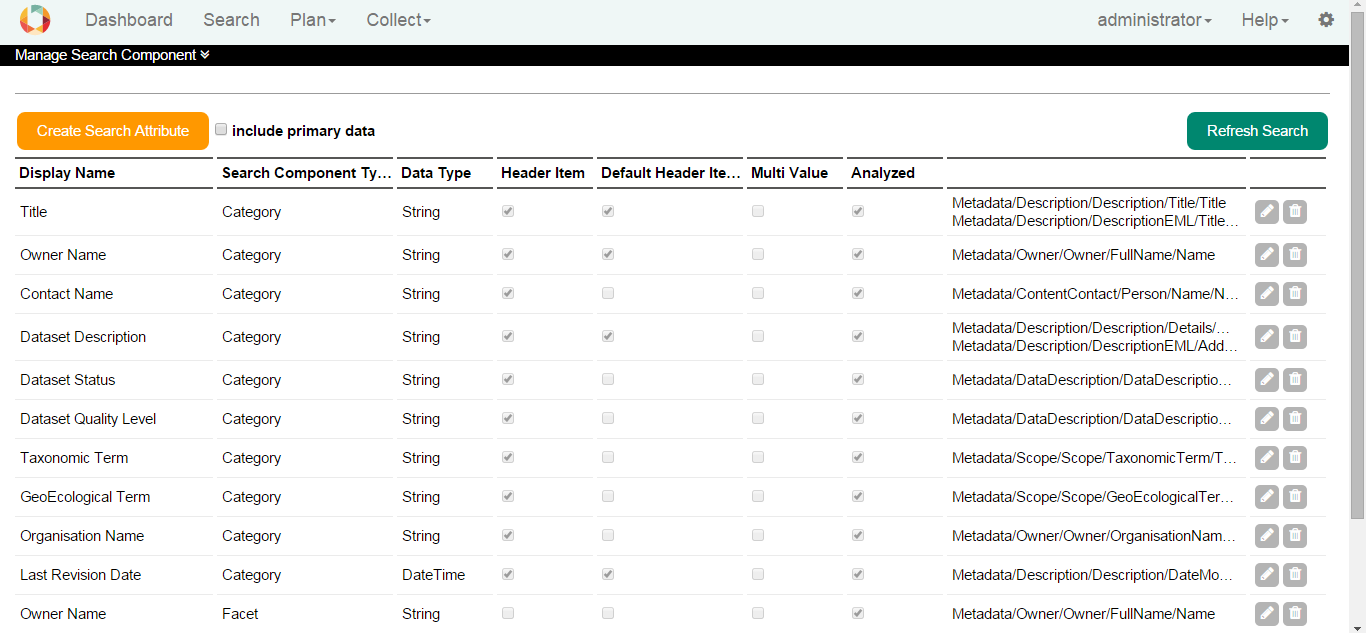 Dashboard Search Plan Collect administrator Help
Manage Search Component
Create Search Attribute include primary data Refresh Search
Display Name Search Component Ty... Data Type Header Item Default Header Ite... Multi Value Analyzed
Title Category String Metadata/Description/Description/Title/Title
Metadata/Description/DescriptionEML/Title...
Owner Name Category String Metadata/Owner/Owner/FullName/Name
Contact Name Category String Metadata/ContentContact/Person/Name/N...
Dataset Description Category String Metadata/Description/Description/Details/...
Metadata/Description/DescriptionEML/Add...
Dataset Status Category String Metadata/DataDescription/DataDescriptio...
Dataset Quality Level Category String Metadata/DataDescription/DataDescriptio...
Taxonomic Term Category String Metadata/Scope/Scope/TaxonomicTerm/T...
GeoEcological Term Category String Metadata/Scope/Scope/GeoEcologicalTer...
Organisation Name Category String Metadata/Owner/Owner/OrganisationNam...
Last Revision Date Category DateTime Metadata/Description/Description/DateMo...
Owner Name Facet String Metadata/Owner/Owner/FullName/Name